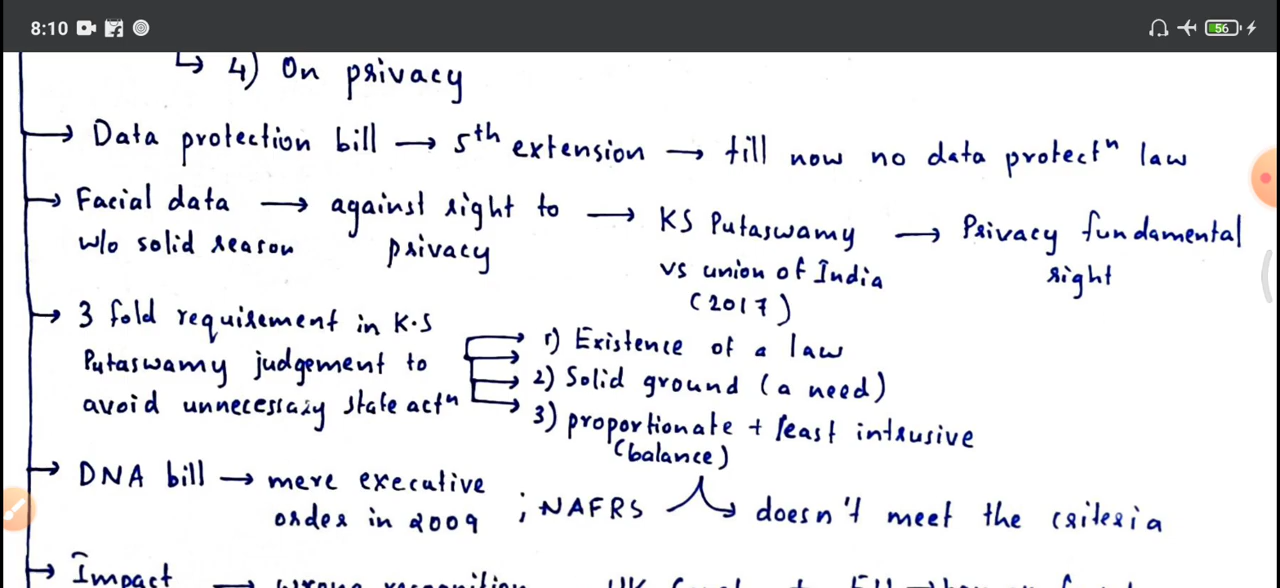 8:10
56
↳ 4) On privacy
→ Data protection bill → 5th extension → till now no data protectn law
→ Facial data → against right to → KS Putaswamy → Privacy fundamental
w/o solid reason privacy vs union of India right
(2017)
→ 3 fold requirement in K.S
Putaswamy judgement to
avoid unnecessary state actn
1) Existence of a law
2) Solid ground (a need)
3) proportionate + least intrusive
(balance)
→ DNA bill → mere executive ; NAFRS ↳ doesn't meet the criteria
order in 2009
→ Impact → wrong recognition